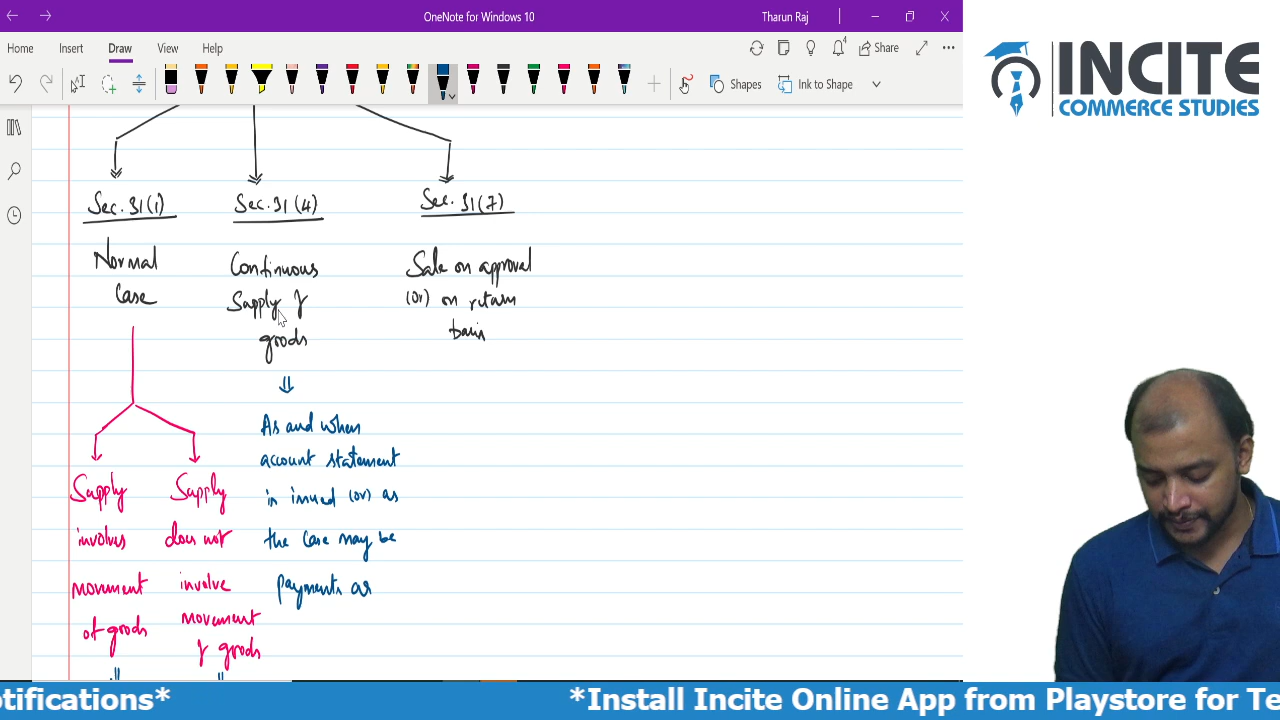 OneNote for Windows 10
Tharun Raj
Home Insert Draw View Help
4
Share
Shapes
Ink to Shape
INCITE
COMMERCE STUDIES
Sec. 31(1) Sec. 31(4) Sec. 31(7)
Normal
Case
Continuous
Supply of
goods
Sale on approval
(or) on return
basis
Supply
involves
movement
of goods
Supply
does not
involve
movement
of goods
As and when
account statement
is issued (or) as
the case may be
payments as
otifications* *Install Incite Online App from Playstore for Te